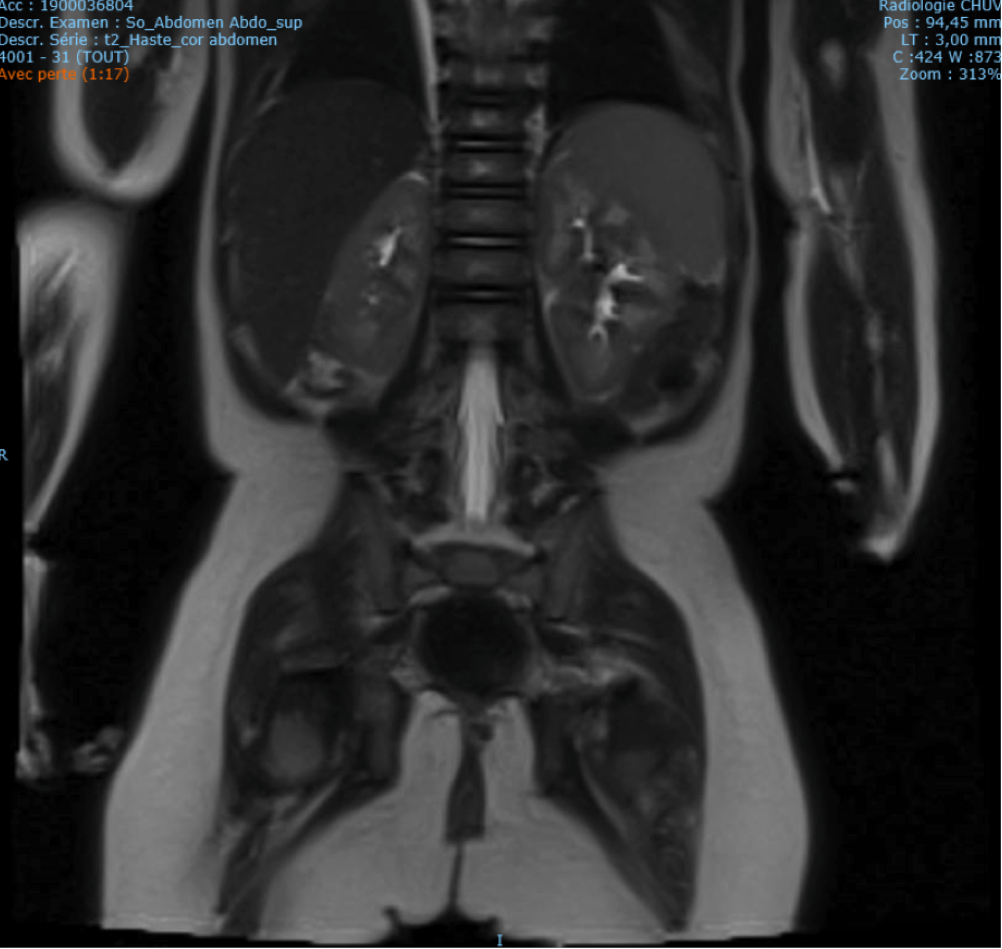 Acc : 1900036804
Descr. Examen : So_Abdomen Abdo_sup
Descr. Série : t2_Haste_cor abdomen
4001 - 31 (TOUT)
Avec perte (1:17)
Radiologie CHUV
Pos : 94,45 mm
LT : 3,00 mm
C :424 W :873
Zoom : 313%
R
I